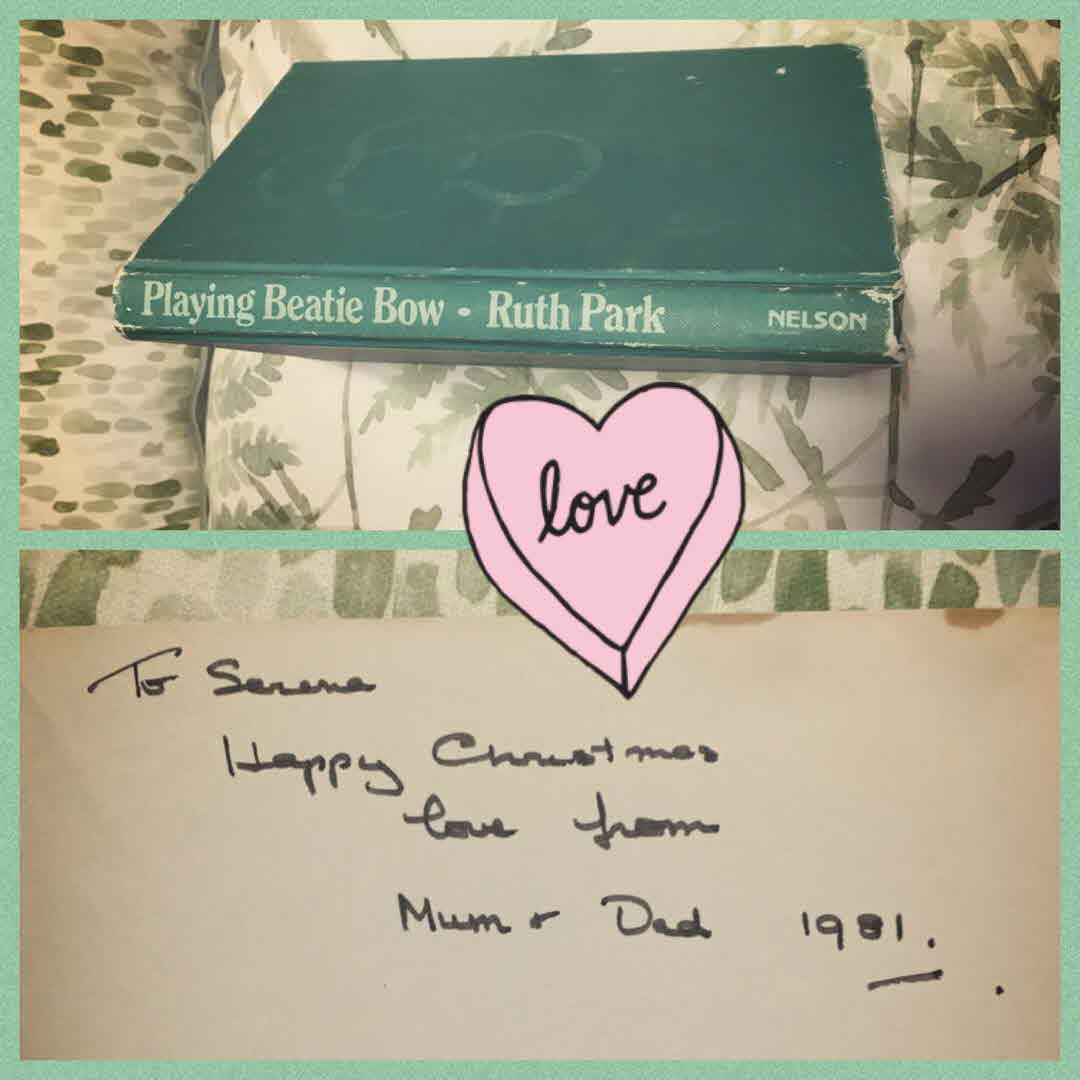 Playing Beatie Bow • Ruth Park NELSON
love
To Serena
Happy Christmas
love from
Mum + Dad 1981.